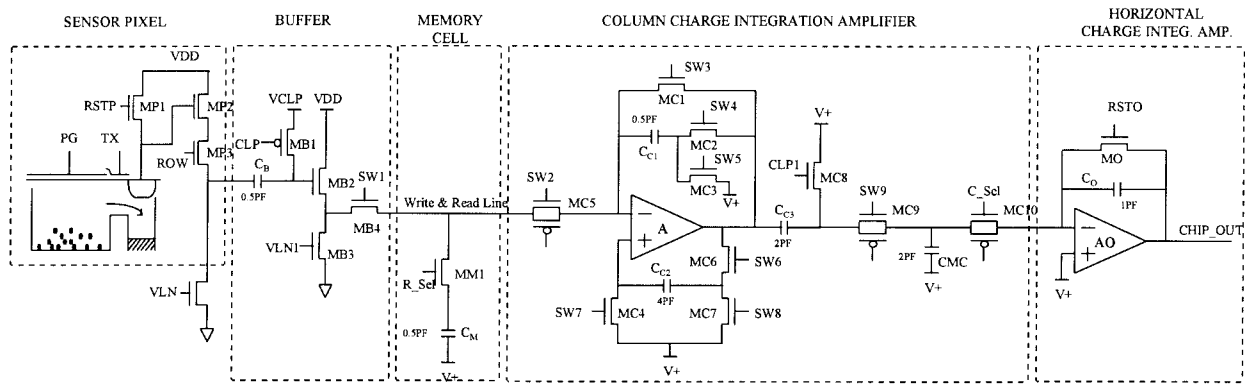 SENSOR PIXEL
BUFFER
MEMORY CELL
COLUMN CHARGE INTEGRATION AMPLIFIER
HORIZONTAL CHARGE INTEG. AMP.
VDD
RSTP
MP1
MP2
PG
TX
MP3
ROW
VLN
VCLP
VDD
CLP
MB1
C_B
0.5PF
MB2
SW1
MB4
VLN1
MB3
Write & Read Line
MM1
R_Sel
0.5PF
C_M
V+
SW3
MC1
0.5PF
SW4
C_C1
MC2
SW5
MC3
V+
SW2
MC5
−
A
+
C_C2
4PF
MC6
SW6
SW7
MC4
MC7
SW8
V+
V+
CLP1
MC8
C_C3
2PF
SW9
MC9
2PF
CMC
V+
C_Sel
MC10
RSTO
MO
C_O
1PF
−
AO
+
V+
CHIP_OUT